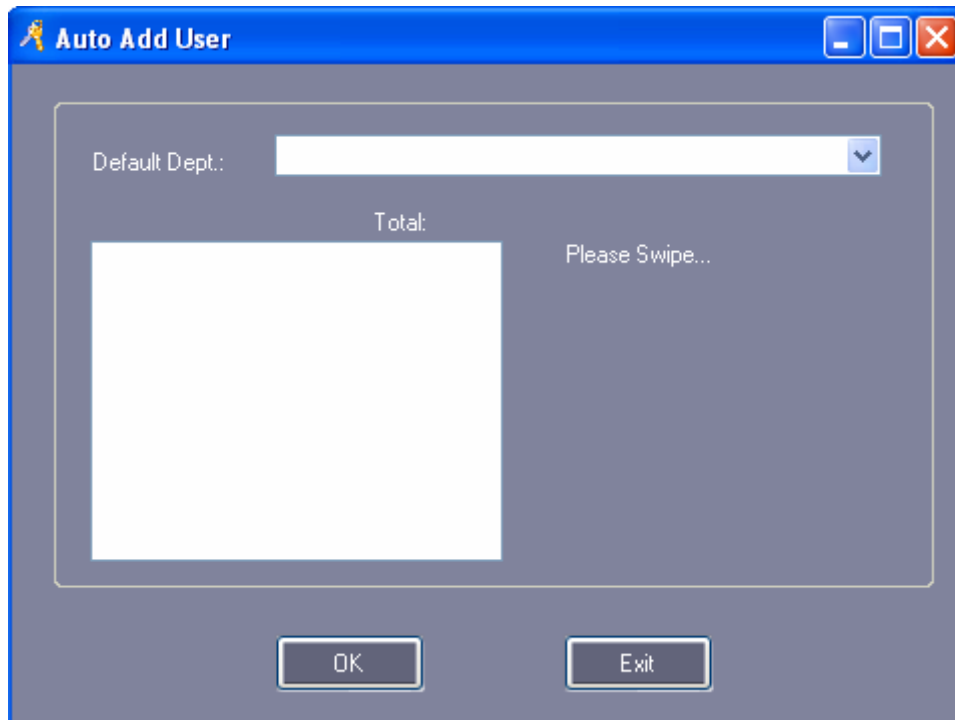 Auto Add User
Default Dept.:
Total:
Please Swipe...
OK
Exit